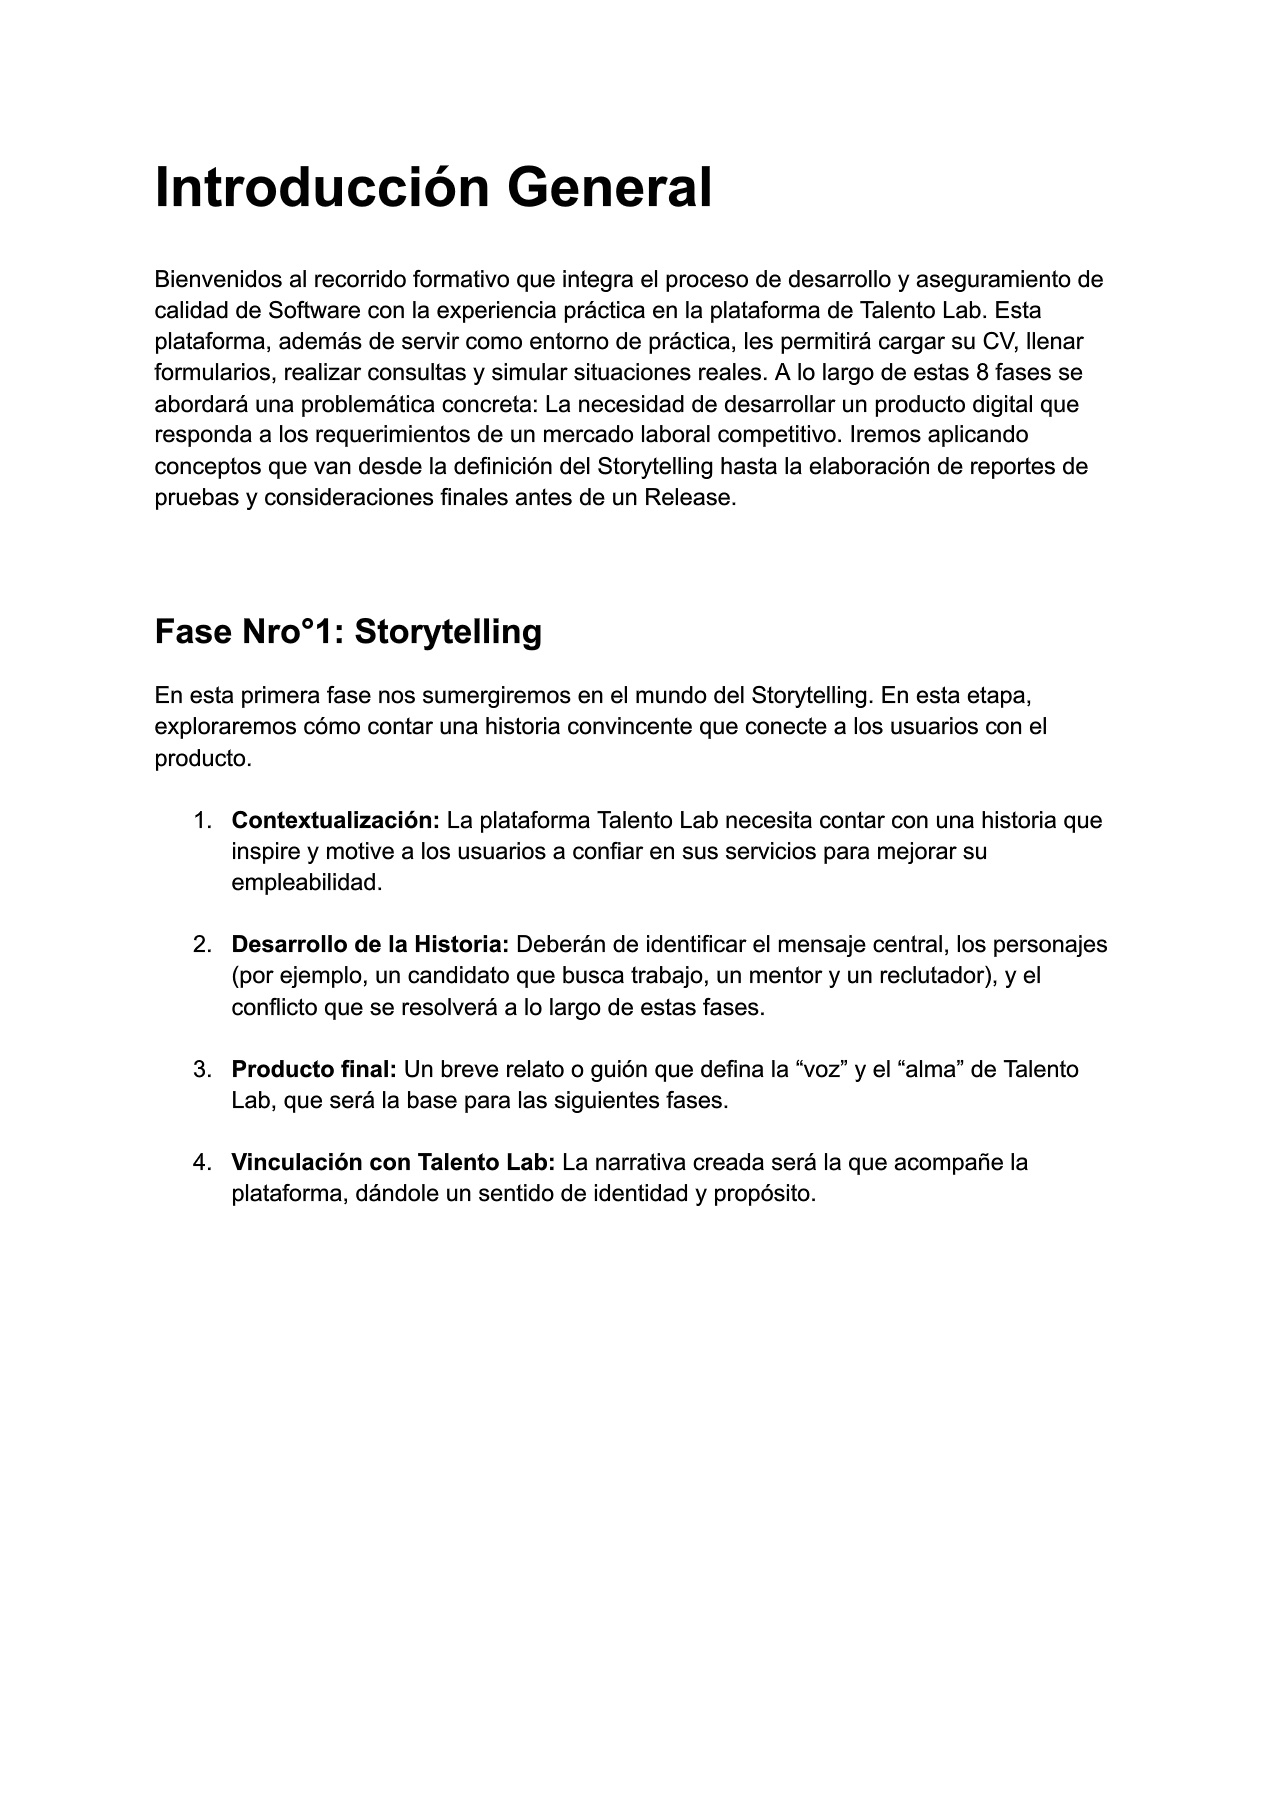 Introducción General
Bienvenidos al recorrido formativo que integra el proceso de desarrollo y aseguramiento de
calidad de Software con la experiencia práctica en la plataforma de Talento Lab. Esta
plataforma, además de servir como entorno de práctica, les permitirá cargar su CV, llenar
formularios, realizar consultas y simular situaciones reales. A lo largo de estas 8 fases se
abordará una problemática concreta: La necesidad de desarrollar un producto digital que
responda a los requerimientos de un mercado laboral competitivo. Iremos aplicando
conceptos que van desde la definición del Storytelling hasta la elaboración de reportes de
pruebas y consideraciones finales antes de un Release.
Fase Nro°1: Storytelling
En esta primera fase nos sumergiremos en el mundo del Storytelling. En esta etapa,
exploraremos cómo contar una historia convincente que conecte a los usuarios con el
producto.
1. Contextualización: La plataforma Talento Lab necesita contar con una historia que
inspire y motive a los usuarios a confiar en sus servicios para mejorar su
empleabilidad.
2. Desarrollo de la Historia: Deberán de identificar el mensaje central, los personajes
(por ejemplo, un candidato que busca trabajo, un mentor y un reclutador), y el
conflicto que se resolverá a lo largo de estas fases.
3. Producto final: Un breve relato o guión que defina la “voz” y el “alma” de Talento
Lab, que será la base para las siguientes fases.
4. Vinculación con Talento Lab: La narrativa creada será la que acompañe la
plataforma, dándole un sentido de identidad y propósito.